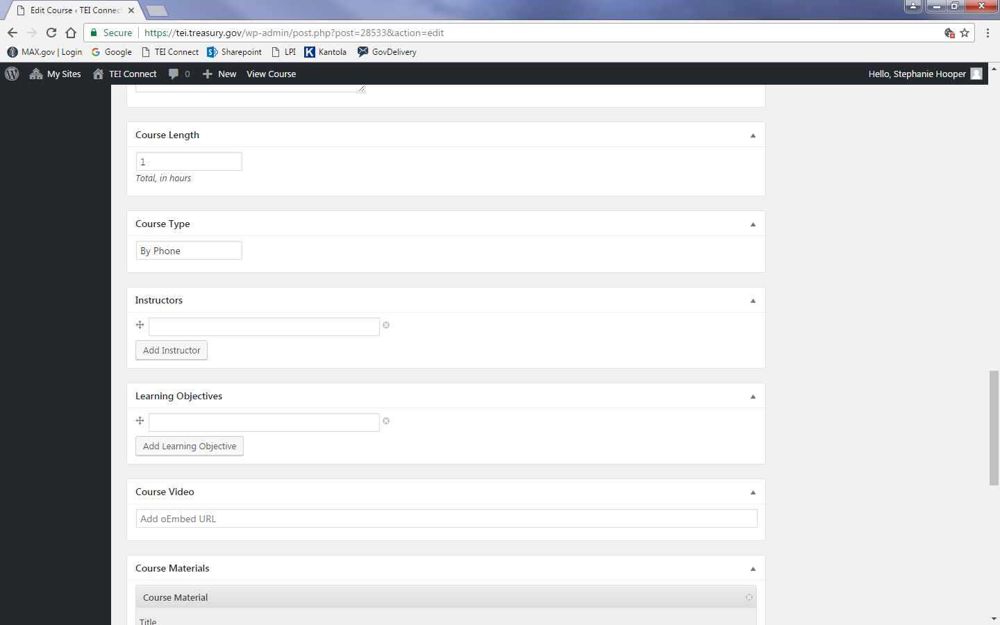 Edit Course ‹ TEI Connect
Secure https://tei.treasury.gov/wp-admin/post.php?post=28533&action=edit
MAX.gov | Login Google TEI Connect Sharepoint LPI Kantola GovDelivery
My Sites TEI Connect 0 New View Course Hello, Stephanie Hooper
Course Length
1
Total, in hours
Course Type
By Phone
Instructors
Add Instructor
Learning Objectives
Add Learning Objective
Course Video
Add oEmbed URL
Course Materials
Course Material
Title